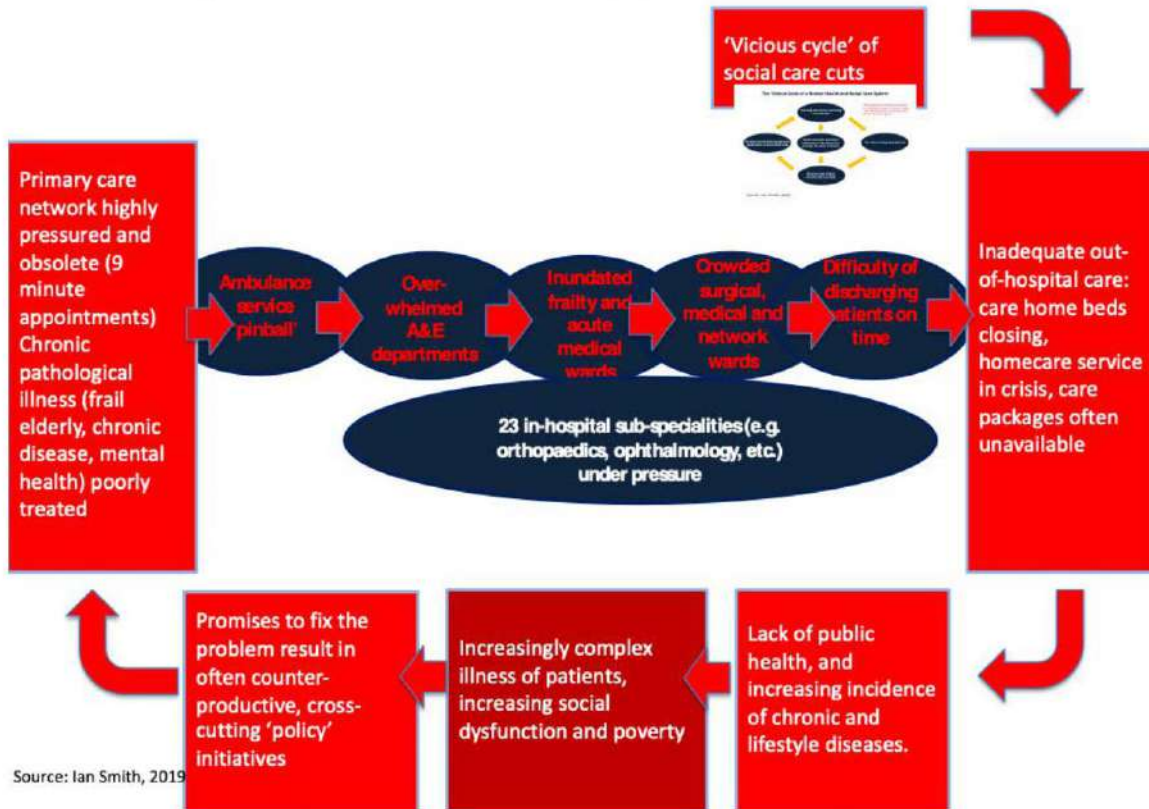 ‘Vicious cycle’ of
social care cuts
Primary care
network highly
pressured and
obsolete (9
minute
appointments)
Chronic
pathological
illness (frail
elderly, chronic
disease, mental
health) poorly
treated
Ambulance
service
pinball’
Over-
whelmed
A&E
departments
Inundated
frailty and
acute
medical
wards
Crowded
surgical,
medical and
network
wards
Difficulty of
discharging
patients on
time
Inadequate out-
of-hospital care:
care home beds
closing,
homecare service
in crisis, care
packages often
unavailable
23 in-hospital sub-specialities (e.g.
orthopaedics, ophthalmology, etc.)
under pressure
Promises to fix the
problem result in
often counter-
productive, cross-
cutting ‘policy’
initiatives
Increasingly complex
illness of patients,
increasing social
dysfunction and poverty
Lack of public
health, and
increasing incidence
of chronic and
lifestyle diseases.
Source: Ian Smith, 2019